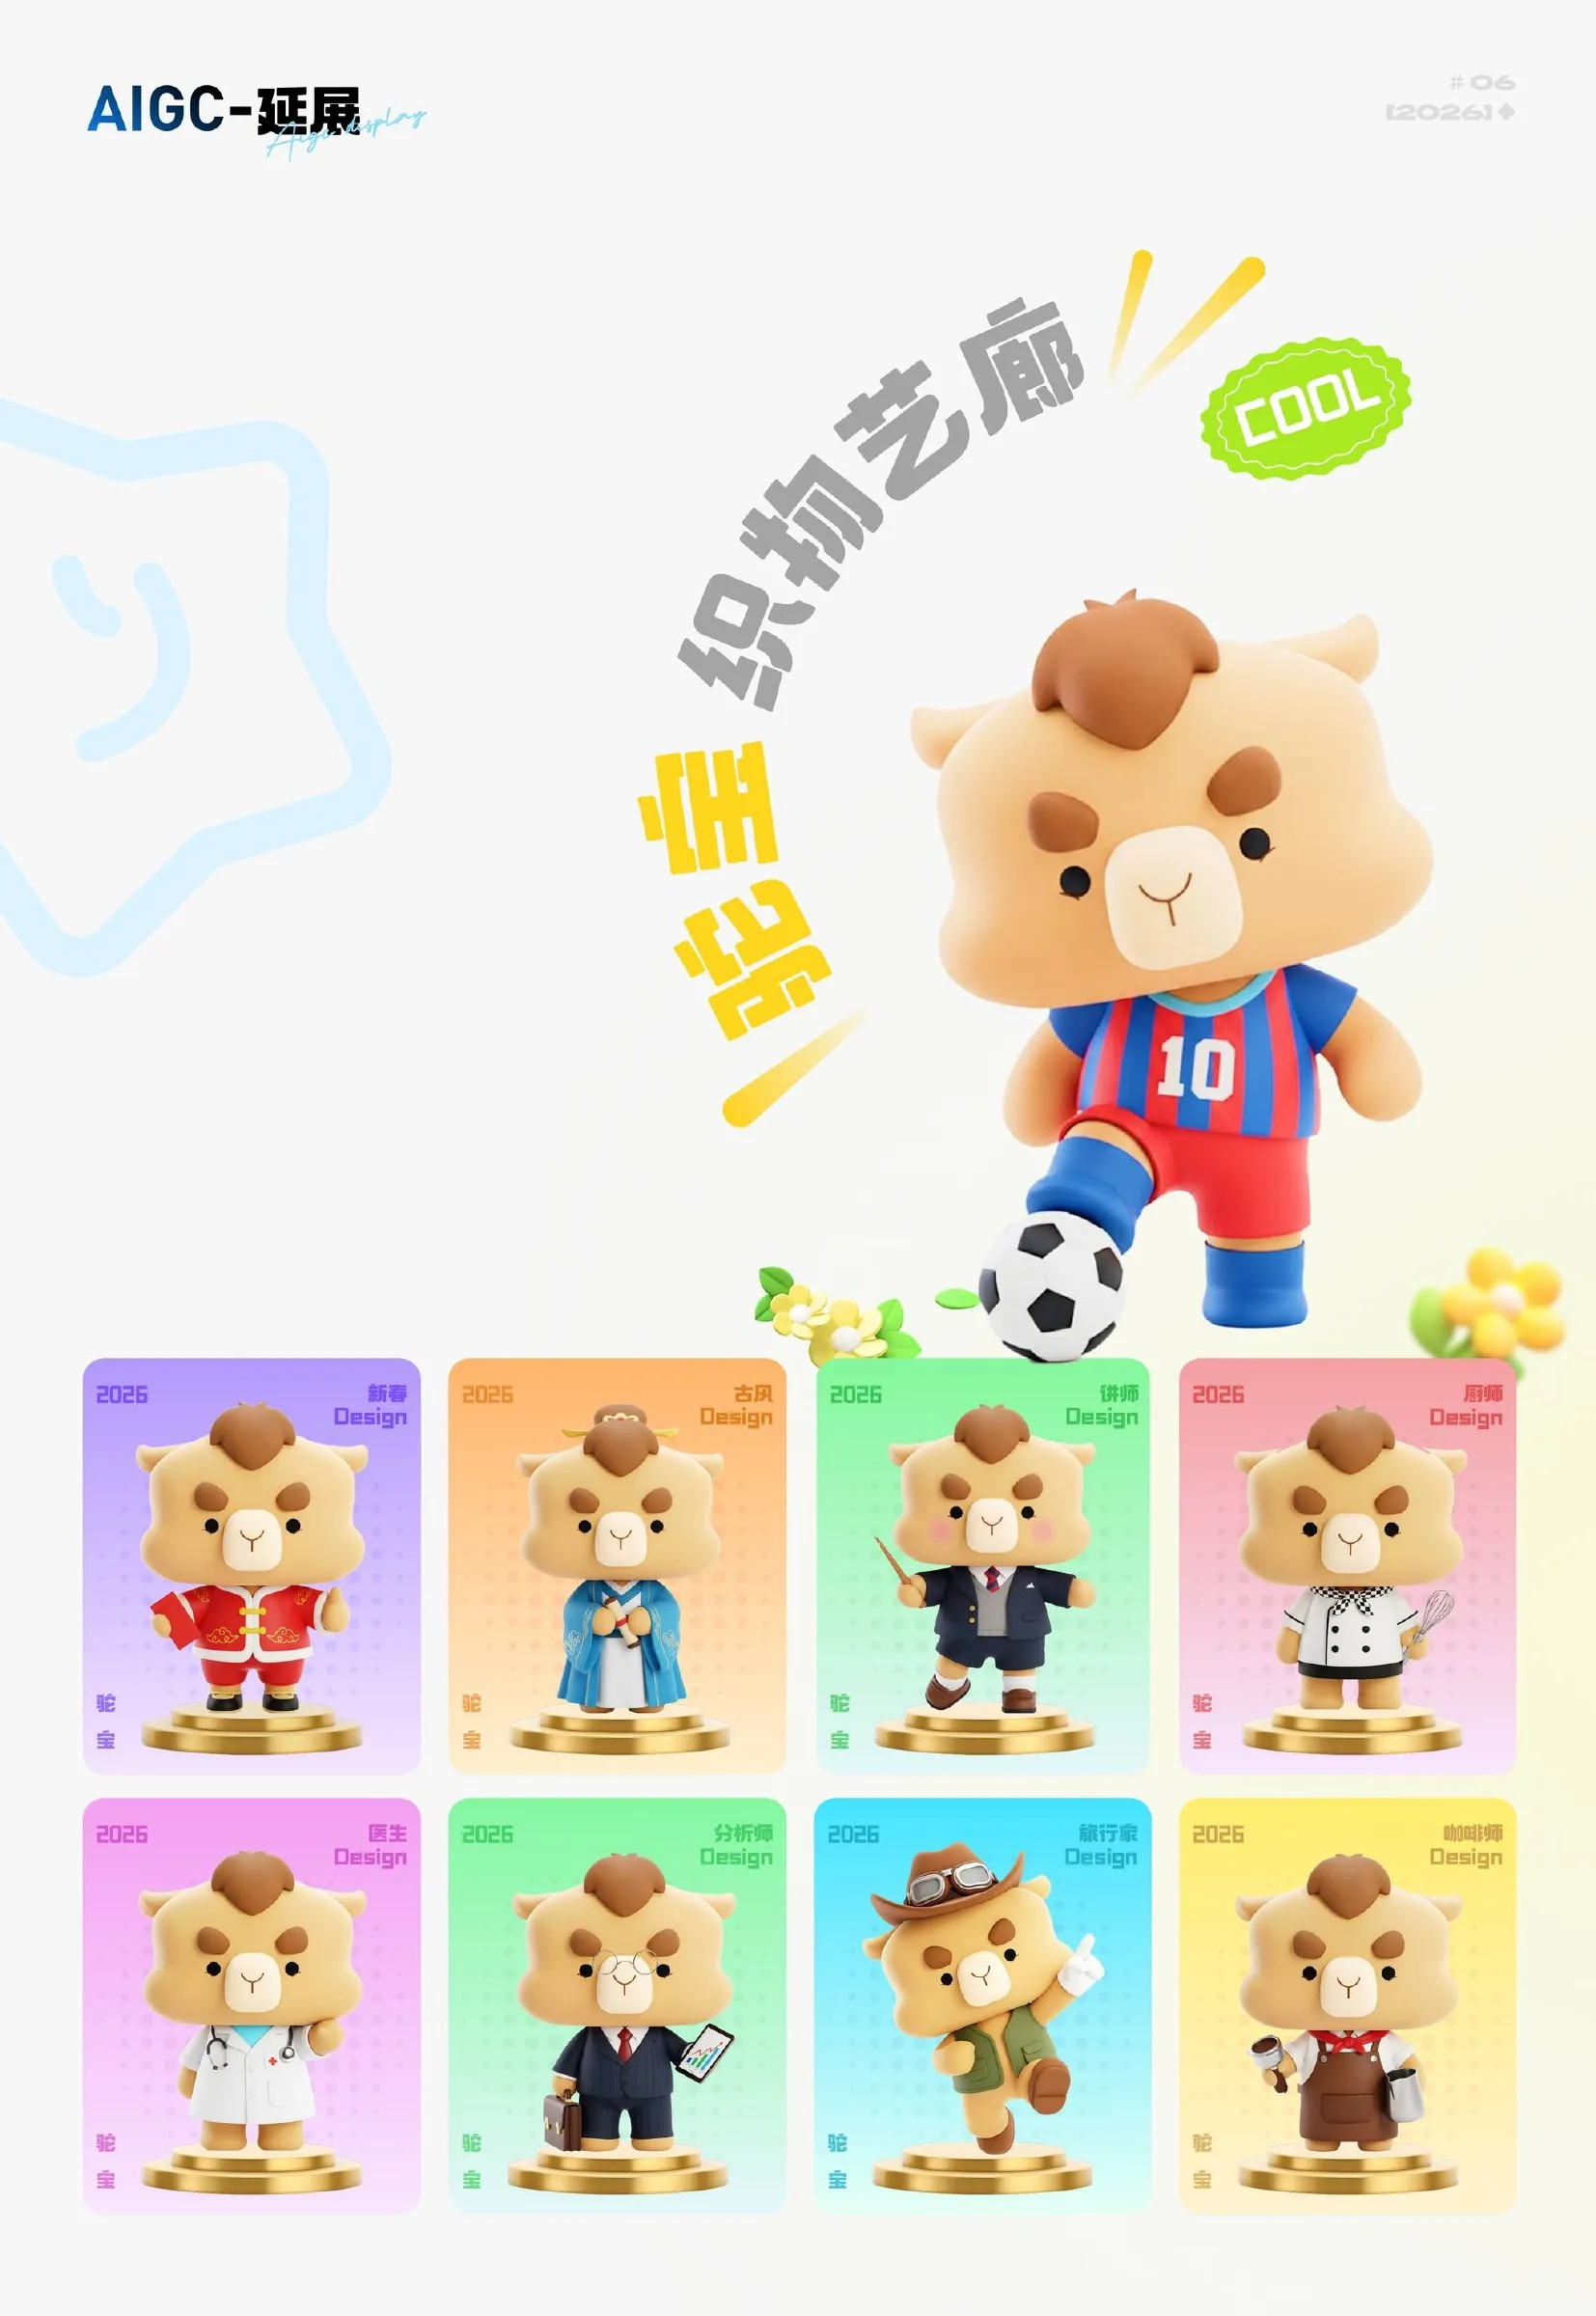 AIGC-延展
Aigc display
#06
【2026】
驼宝 织物艺廊
COOL
10
2026
新春
Design
驼
宝
2026
古风
Design
驼
宝
2026
讲师
Design
驼
宝
2026
厨师
Design
驼
宝
2026
医生
Design
驼
宝
2026
分析师
Design
驼
宝
2026
旅行家
Design
驼
宝
2026
咖啡师
Design
驼
宝